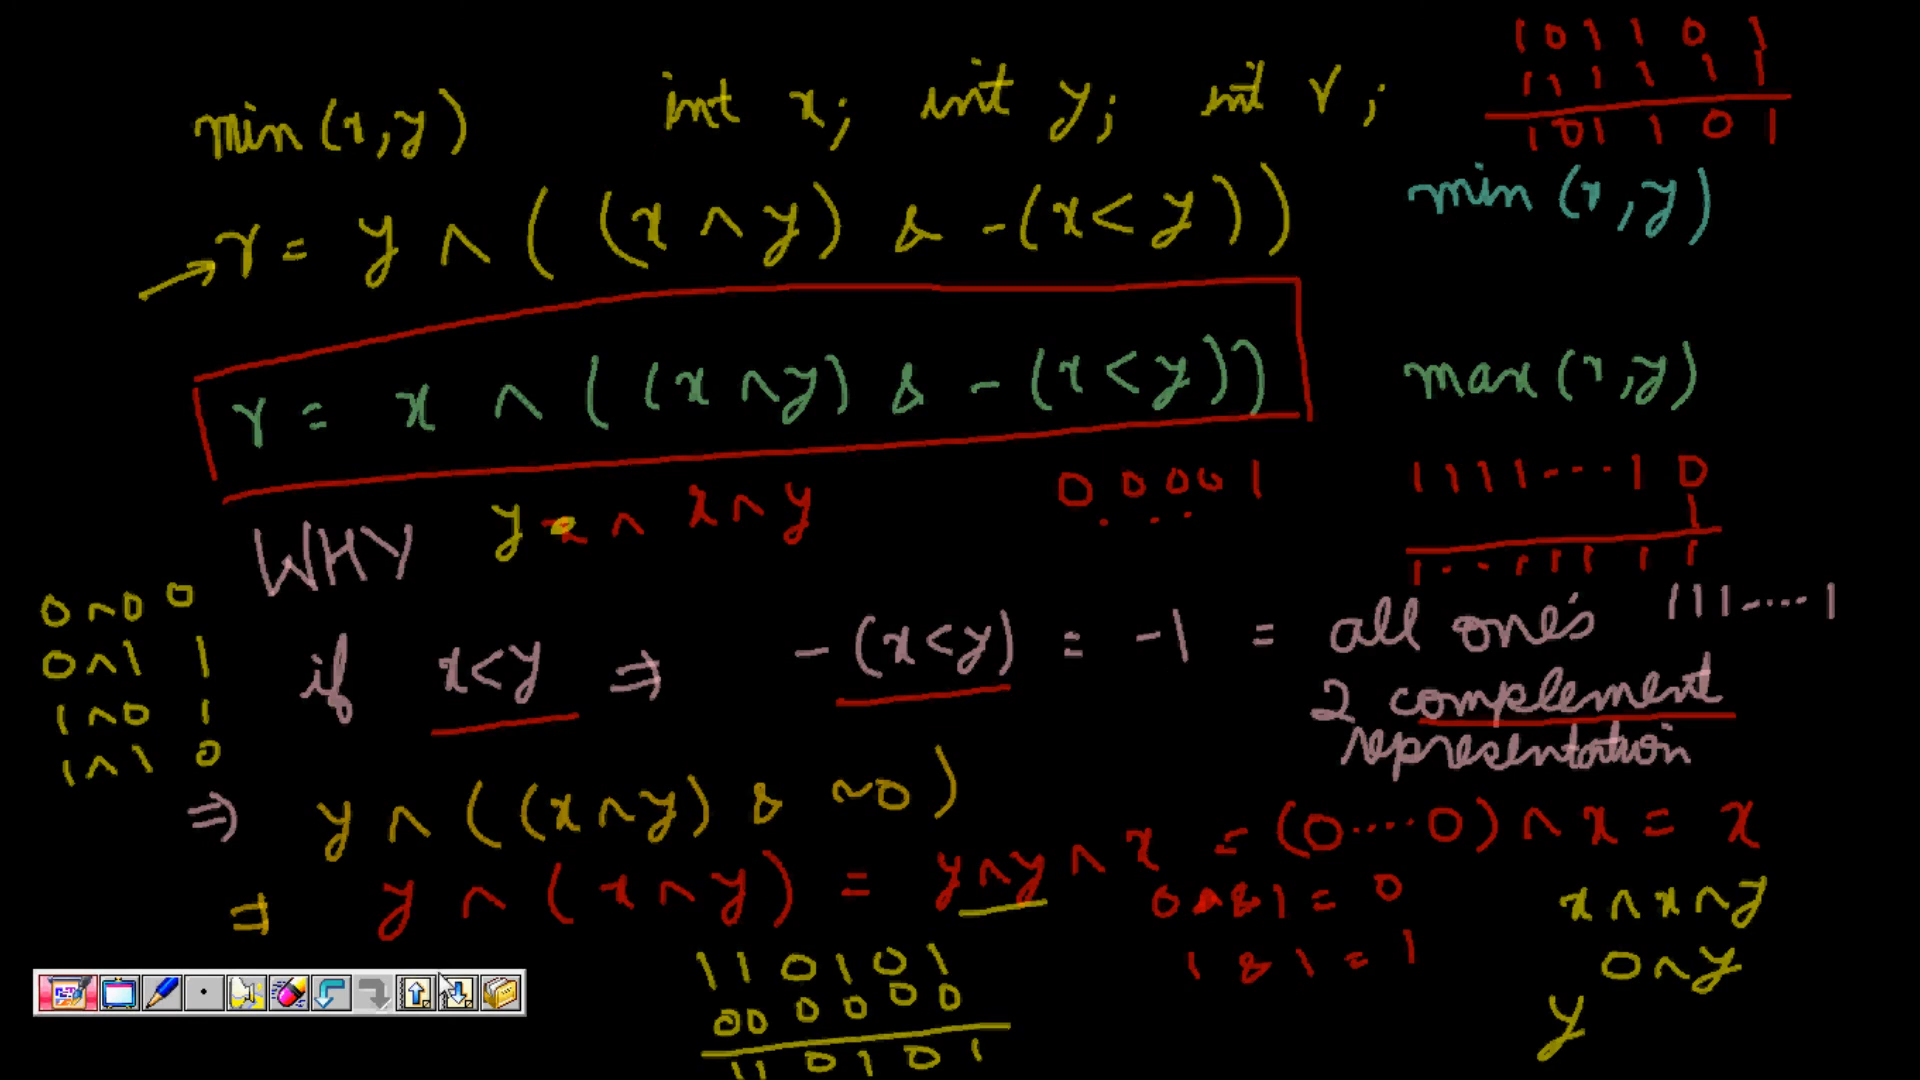 1 0 1 1 0 1
1 1 1 1 1 1
1 0 1 1 0 1
min (x,y) int x; int y; int r;
min (x,y)
r = y ^ ( (x ^ y) & -(x < y))
r = x ^ ( (x ^ y) & -(x < y))
max (x,y)
y ^ x ^ y
0 0 0 0 1
1 1 1 1 ... 1 0
1
1 ... 1 1 1 1 1
WHY
0 ^ 0 0
0 ^ 1 1
1 ^ 0 1
1 ^ 1 0
if x<y ⇒ -(x<y) = -1 = all one's 111....1
2 complement
representation
⇒ y ^ ( (x ^ y) & ~0 )
⇒ y ^ ( x ^ y ) = y ^ y ^ x = (0....0) ^ x = x
0 & 1 = 0
1 & 1 = 1
x ^ x ^ y
0 ^ y
y
1 1 0 1 0 1
0 0 0 0 0 0
1 1 0 1 0 1